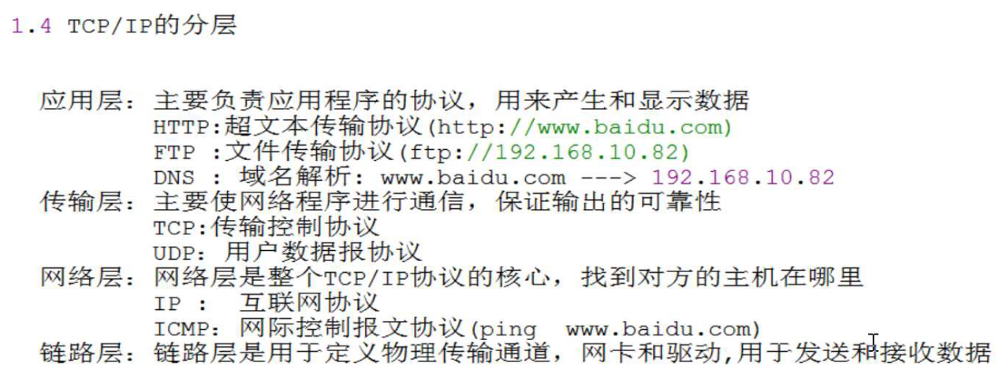 1.4 TCP/IP的分层
应用层：主要负责应用程序的协议，用来产生和显示数据
HTTP:超文本传输协议(http://www.baidu.com)
FTP :文件传输协议(ftp://192.168.10.82)
DNS : 域名解析：www.baidu.com ---> 192.168.10.82
传输层：主要使网络程序进行通信，保证输出的可靠性
TCP:传输控制协议
UDP：用户数据报协议
网络层：网络层是整个TCP/IP协议的核心，找到对方的主机在哪里
IP ： 互联网协议
ICMP：网际控制报文协议(ping www.baidu.com)
链路层：链路层是用于定义物理传输通道，网卡和驱动,用于发送和接收数据